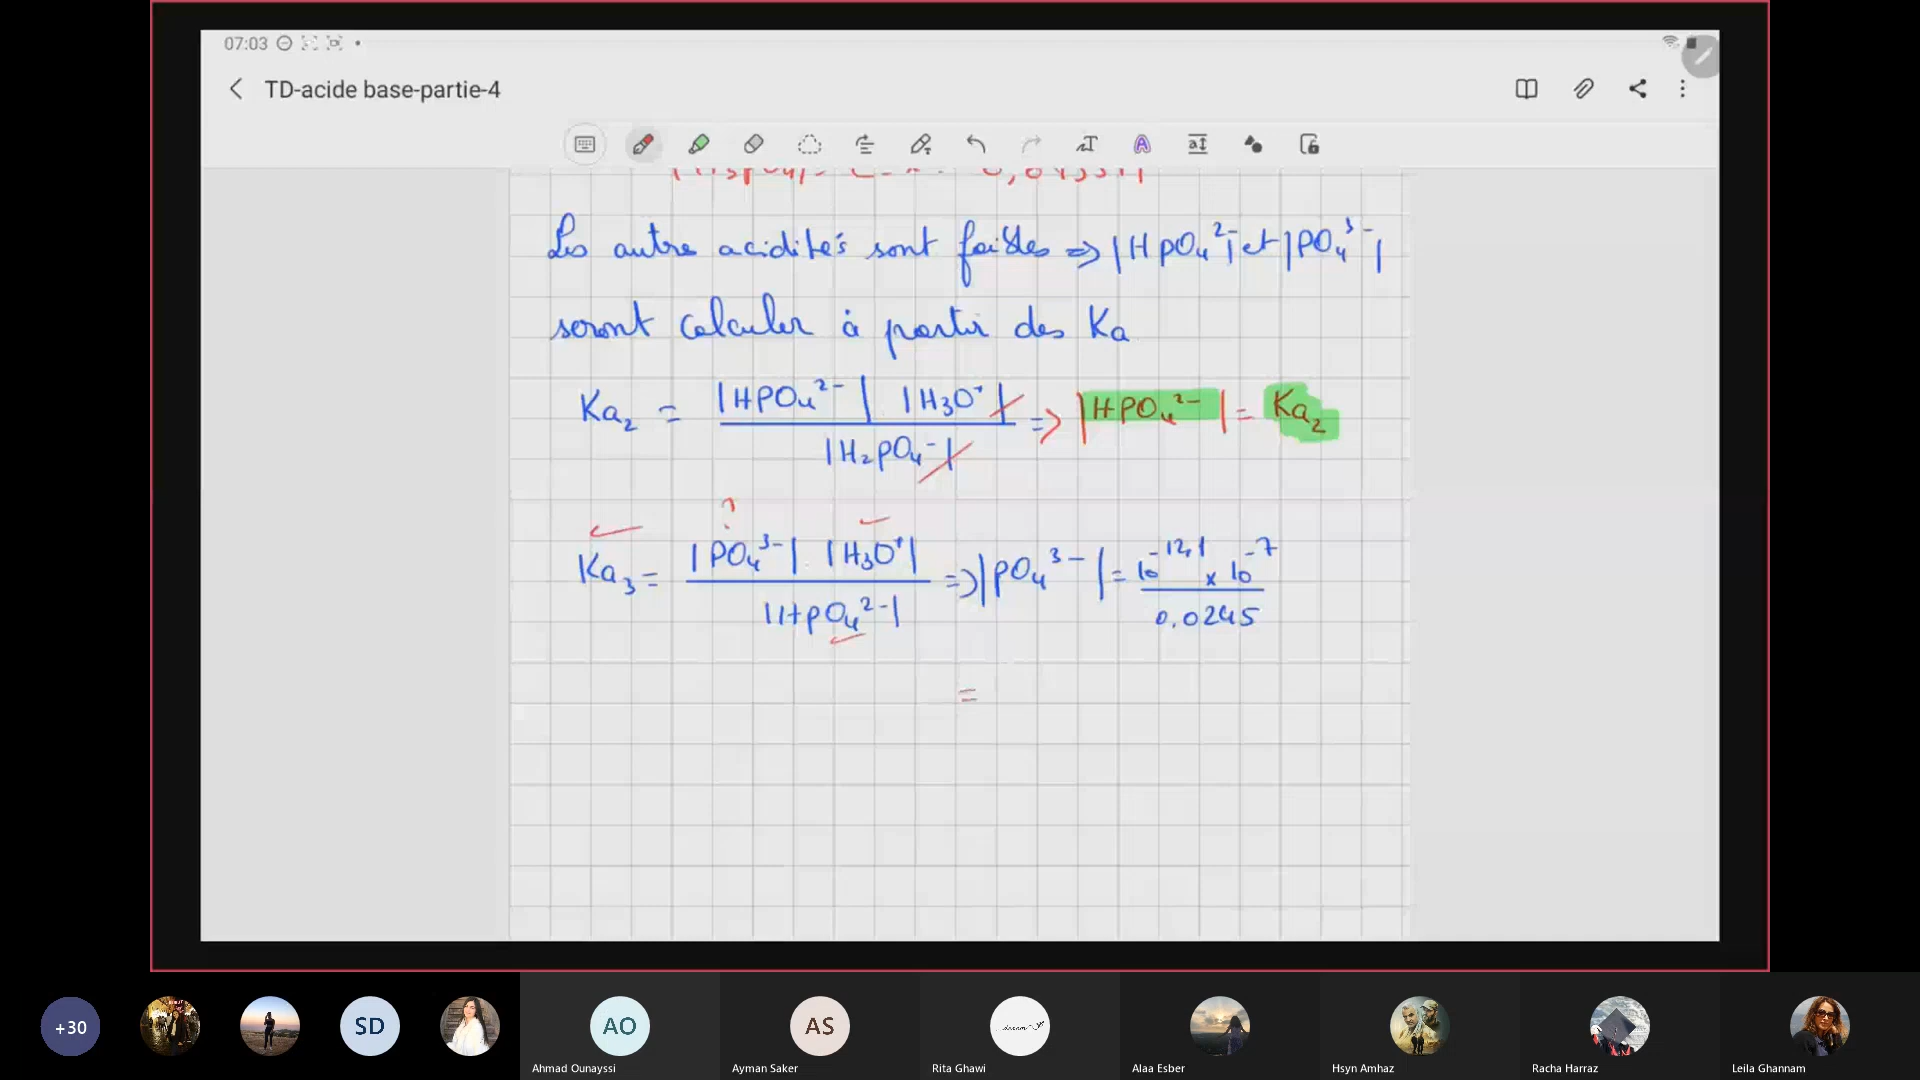 07:03
TD-acide base-partie-4
Les autre acidités sont faibles => |HPO₄²⁻| et |PO₄³⁻|
seront calculer à partir des Ka
Ka₂ = |HPO₄²⁻| |H₃O⁺| / |H₂PO₄⁻| => |HPO₄²⁻| = Ka₂
?
Ka₃ = |PO₄³⁻| . |H₃O⁺| / |HPO₄²⁻| => |PO₄³⁻| = 10⁻¹²,¹ x 10⁻⁷ / 0.0245
=
+30
SD
AO
AS
dream
Ahmad Ounayssi
Ayman Saker
Rita Ghawi
Alaa Esber
Hsyn Amhaz
Racha Harraz
Leila Ghannam